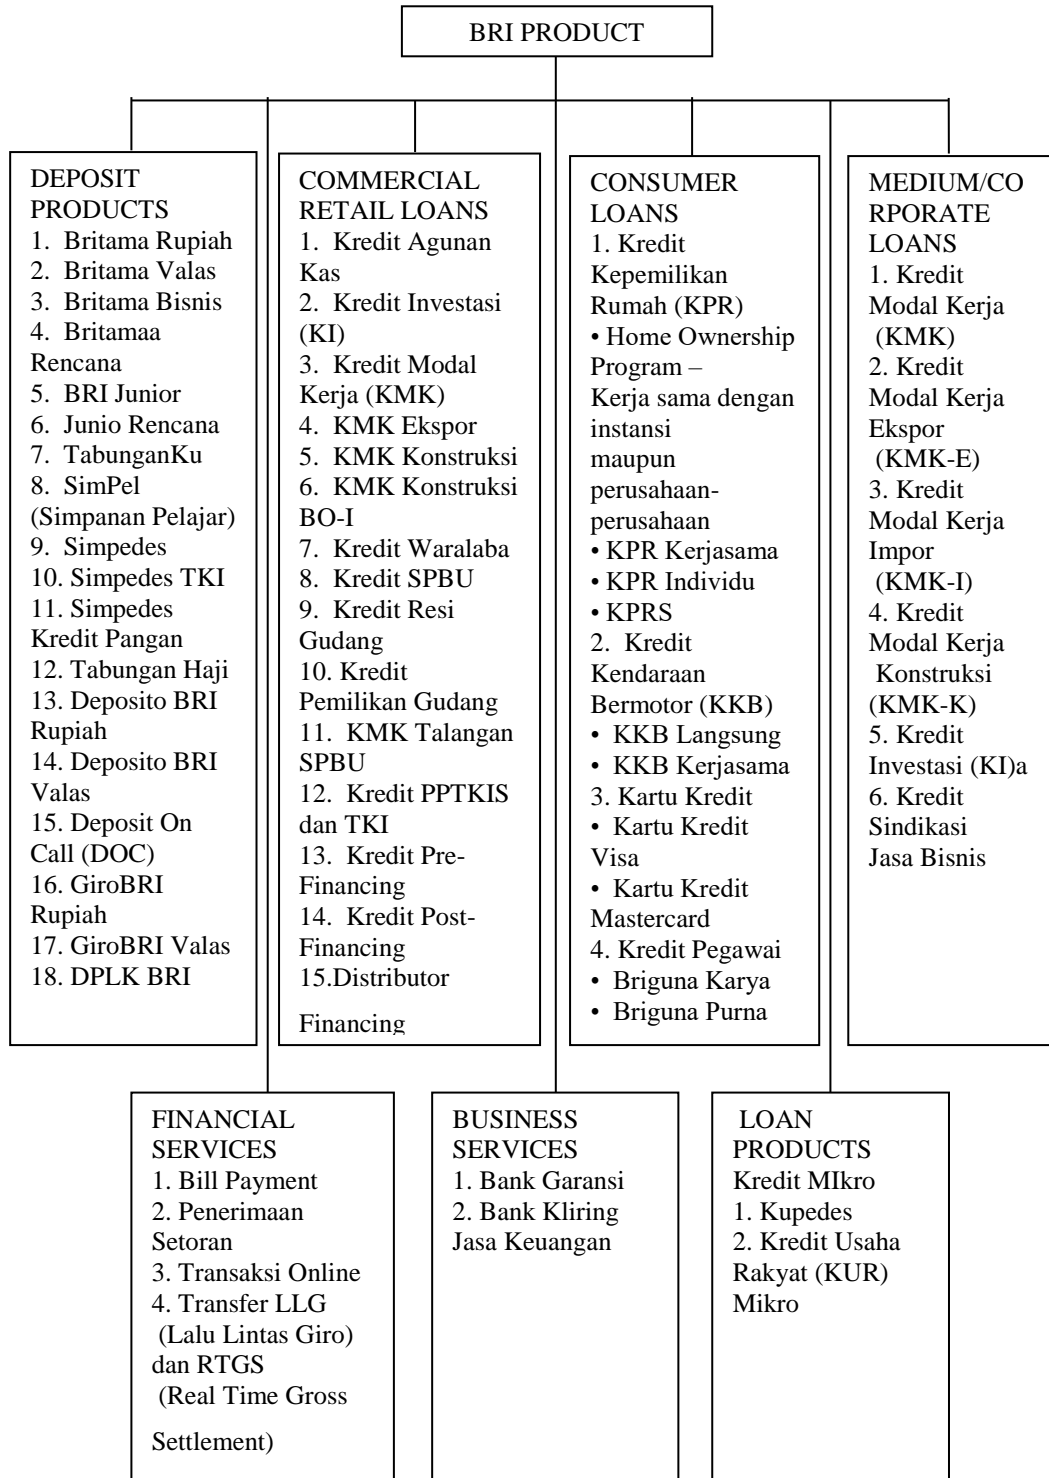 BRI PRODUCT
DEPOSIT
PRODUCTS
1. Britama Rupiah
2. Britama Valas
3. Britama Bisnis
4. Britamaa
Rencana
5. BRI Junior
6. Junio Rencana
7. TabunganKu
8. SimPel
(Simpanan Pelajar)
9. Simpedes
10. Simpedes TKI
11. Simpedes
Kredit Pangan
12. Tabungan Haji
13. Deposito BRI
Rupiah
14. Deposito BRI
Valas
15. Deposit On
Call (DOC)
16. GiroBRI
Rupiah
17. GiroBRI Valas
18. DPLK BRI
COMMERCIAL
RETAIL LOANS
1. Kredit Agunan
Kas
2. Kredit Investasi
(KI)
3. Kredit Modal
Kerja (KMK)
4. KMK Ekspor
5. KMK Konstruksi
6. KMK Konstruksi
BO-I
7. Kredit Waralaba
8. Kredit SPBU
9. Kredit Resi
Gudang
10. Kredit
Pemilikan Gudang
11. KMK Talangan
SPBU
12. Kredit PPTKIS
dan TKI
13. Kredit Pre-
Financing
14. Kredit Post-
Financing
15.Distributor
Financing
CONSUMER
LOANS
1. Kredit
Kepemilikan
Rumah (KPR)
• Home Ownership
Program –
Kerja sama dengan
instansi
maupun
perusahaan-
perusahaan
• KPR Kerjasama
• KPR Individu
• KPRS
2. Kredit
Kendaraan
Bermotor (KKB)
• KKB Langsung
• KKB Kerjasama
3. Kartu Kredit
• Kartu Kredit
Visa
• Kartu Kredit
Mastercard
4. Kredit Pegawai
• Briguna Karya
• Briguna Purna
MEDIUM/CO
RPORATE
LOANS
1. Kredit
Modal Kerja
(KMK)
2. Kredit
Modal Kerja
Ekspor
(KMK-E)
3. Kredit
Modal Kerja
Impor
(KMK-I)
4. Kredit
Modal Kerja
Konstruksi
(KMK-K)
5. Kredit
Investasi (KI)a
6. Kredit
Sindikasi
Jasa Bisnis
FINANCIAL
SERVICES
1. Bill Payment
2. Penerimaan
Setoran
3. Transaksi Online
4. Transfer LLG
(Lalu Lintas Giro)
dan RTGS
(Real Time Gross
Settlement)
BUSINESS
SERVICES
1. Bank Garansi
2. Bank Kliring
Jasa Keuangan
LOAN
PRODUCTS
Kredit MIkro
1. Kupedes
2. Kredit Usaha
Rakyat (KUR)
Mikro